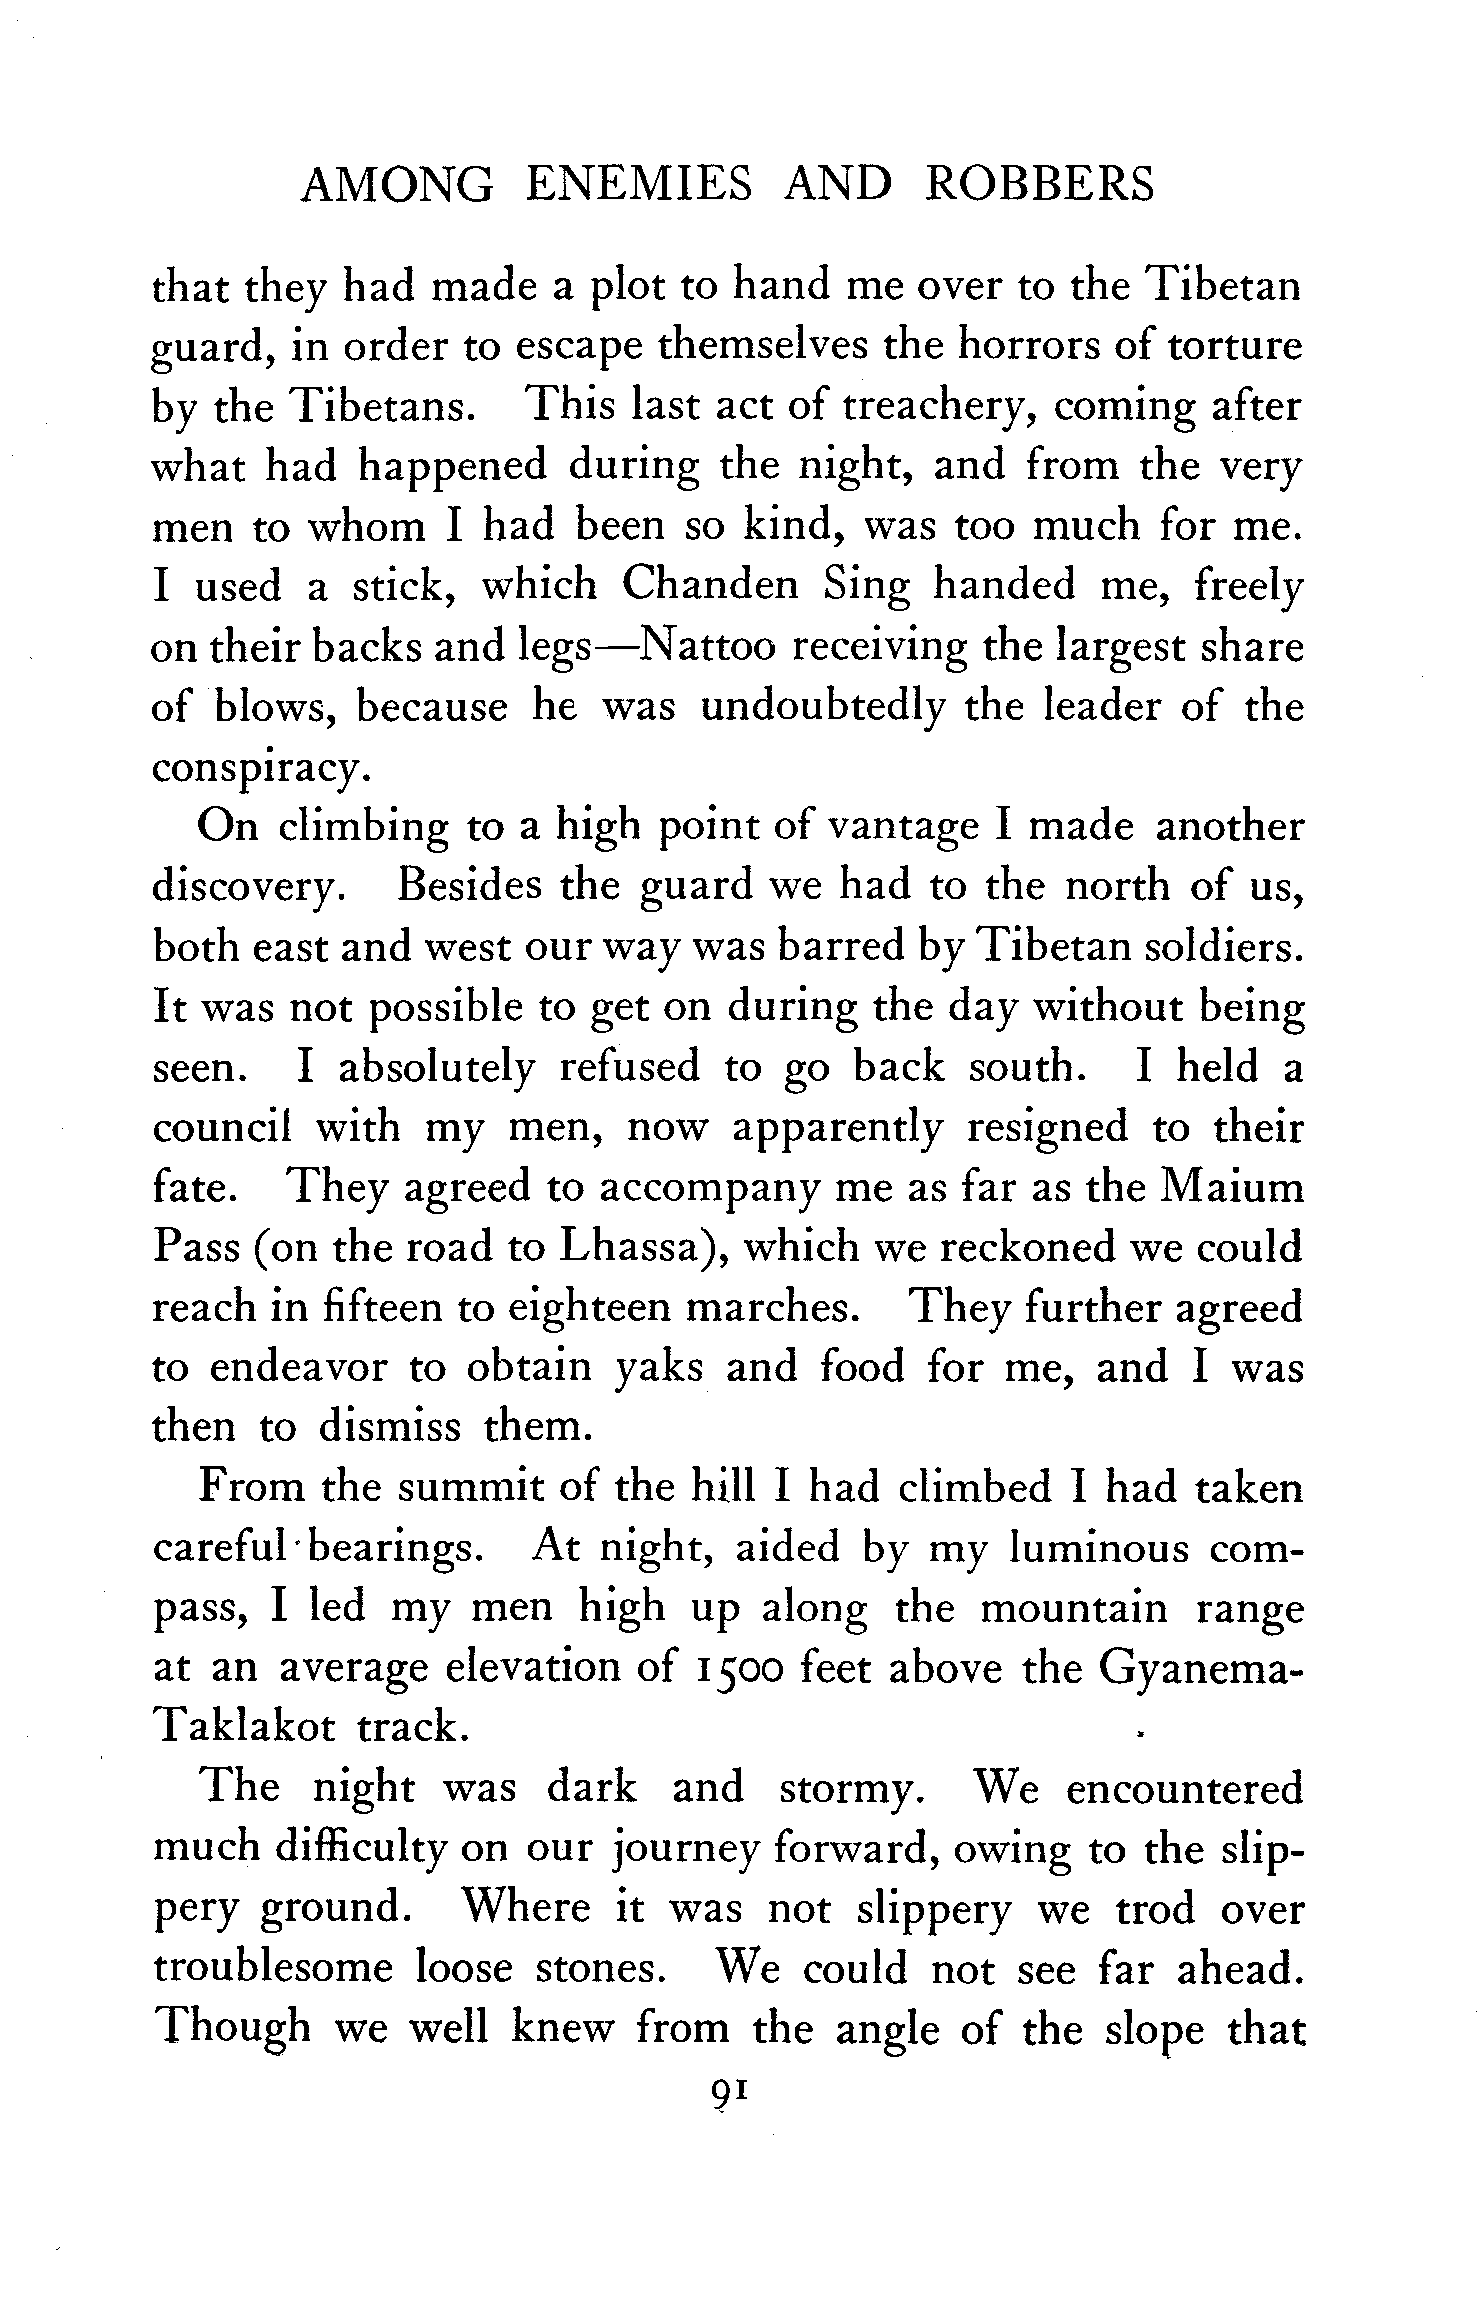 AMONG ENEMIES AND ROBBERS
that they had made a plot to hand me over to the Tibetan
guard, in order to escape themselves the horrors of torture
by the Tibetans. This last act of treachery, coming after
what had happened during the night, and from the very
men to whom I had been so kind, was too much for me.
I used a stick, which Chanden Sing handed me, freely
on their backs and legs—Nattoo receiving the largest share
of blows, because he was undoubtedly the leader of the
conspiracy.
On climbing to a high point of vantage I made another
discovery. Besides the guard we had to the north of us,
both east and west our way was barred by Tibetan soldiers.
It was not possible to get on during the day without being
seen. I absolutely refused to go back south. I held a
council with my men, now apparently resigned to their
fate. They agreed to accompany me as far as the Maium
Pass (on the road to Lhassa), which we reckoned we could
reach in fifteen to eighteen marches. They further agreed
to endeavor to obtain yaks and food for me, and I was
then to dismiss them.
From the summit of the hill I had climbed I had taken
careful bearings. At night, aided by my luminous com-
pass, I led my men high up along the mountain range
at an average elevation of 1500 feet above the Gyanema-
Taklakot track.
The night was dark and stormy. We encountered
much difficulty on our journey forward, owing to the slip-
pery ground. Where it was not slippery we trod over
troublesome loose stones. We could not see far ahead.
Though we well knew from the angle of the slope that
91